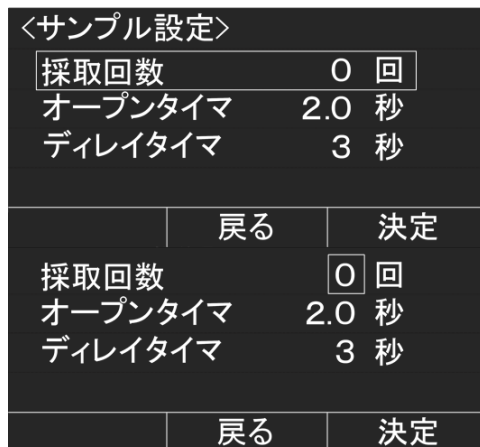 <サンプル設定>
採取回数 0 回
オープンタイマ 2.0 秒
ディレイタイマ 3 秒
戻る 決定
採取回数 0 回
オープンタイマ 2.0 秒
ディレイタイマ 3 秒
戻る 決定